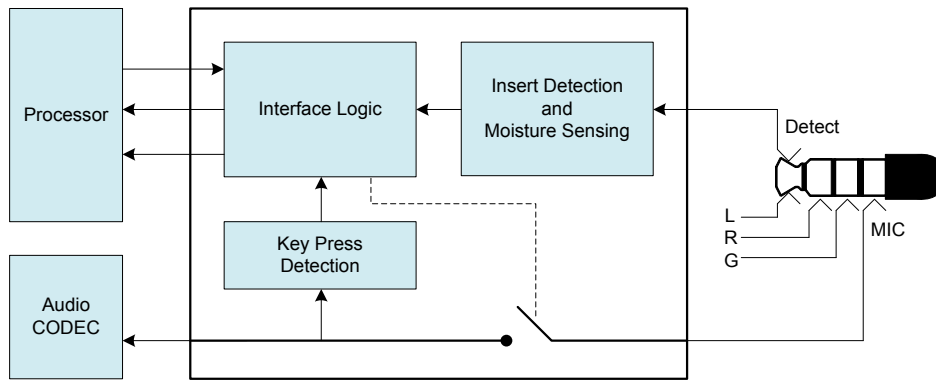 Processor
Interface Logic
Insert Detection
and
Moisture Sensing
Detect
L
R
G
MIC
Key Press
Detection
Audio
CODEC